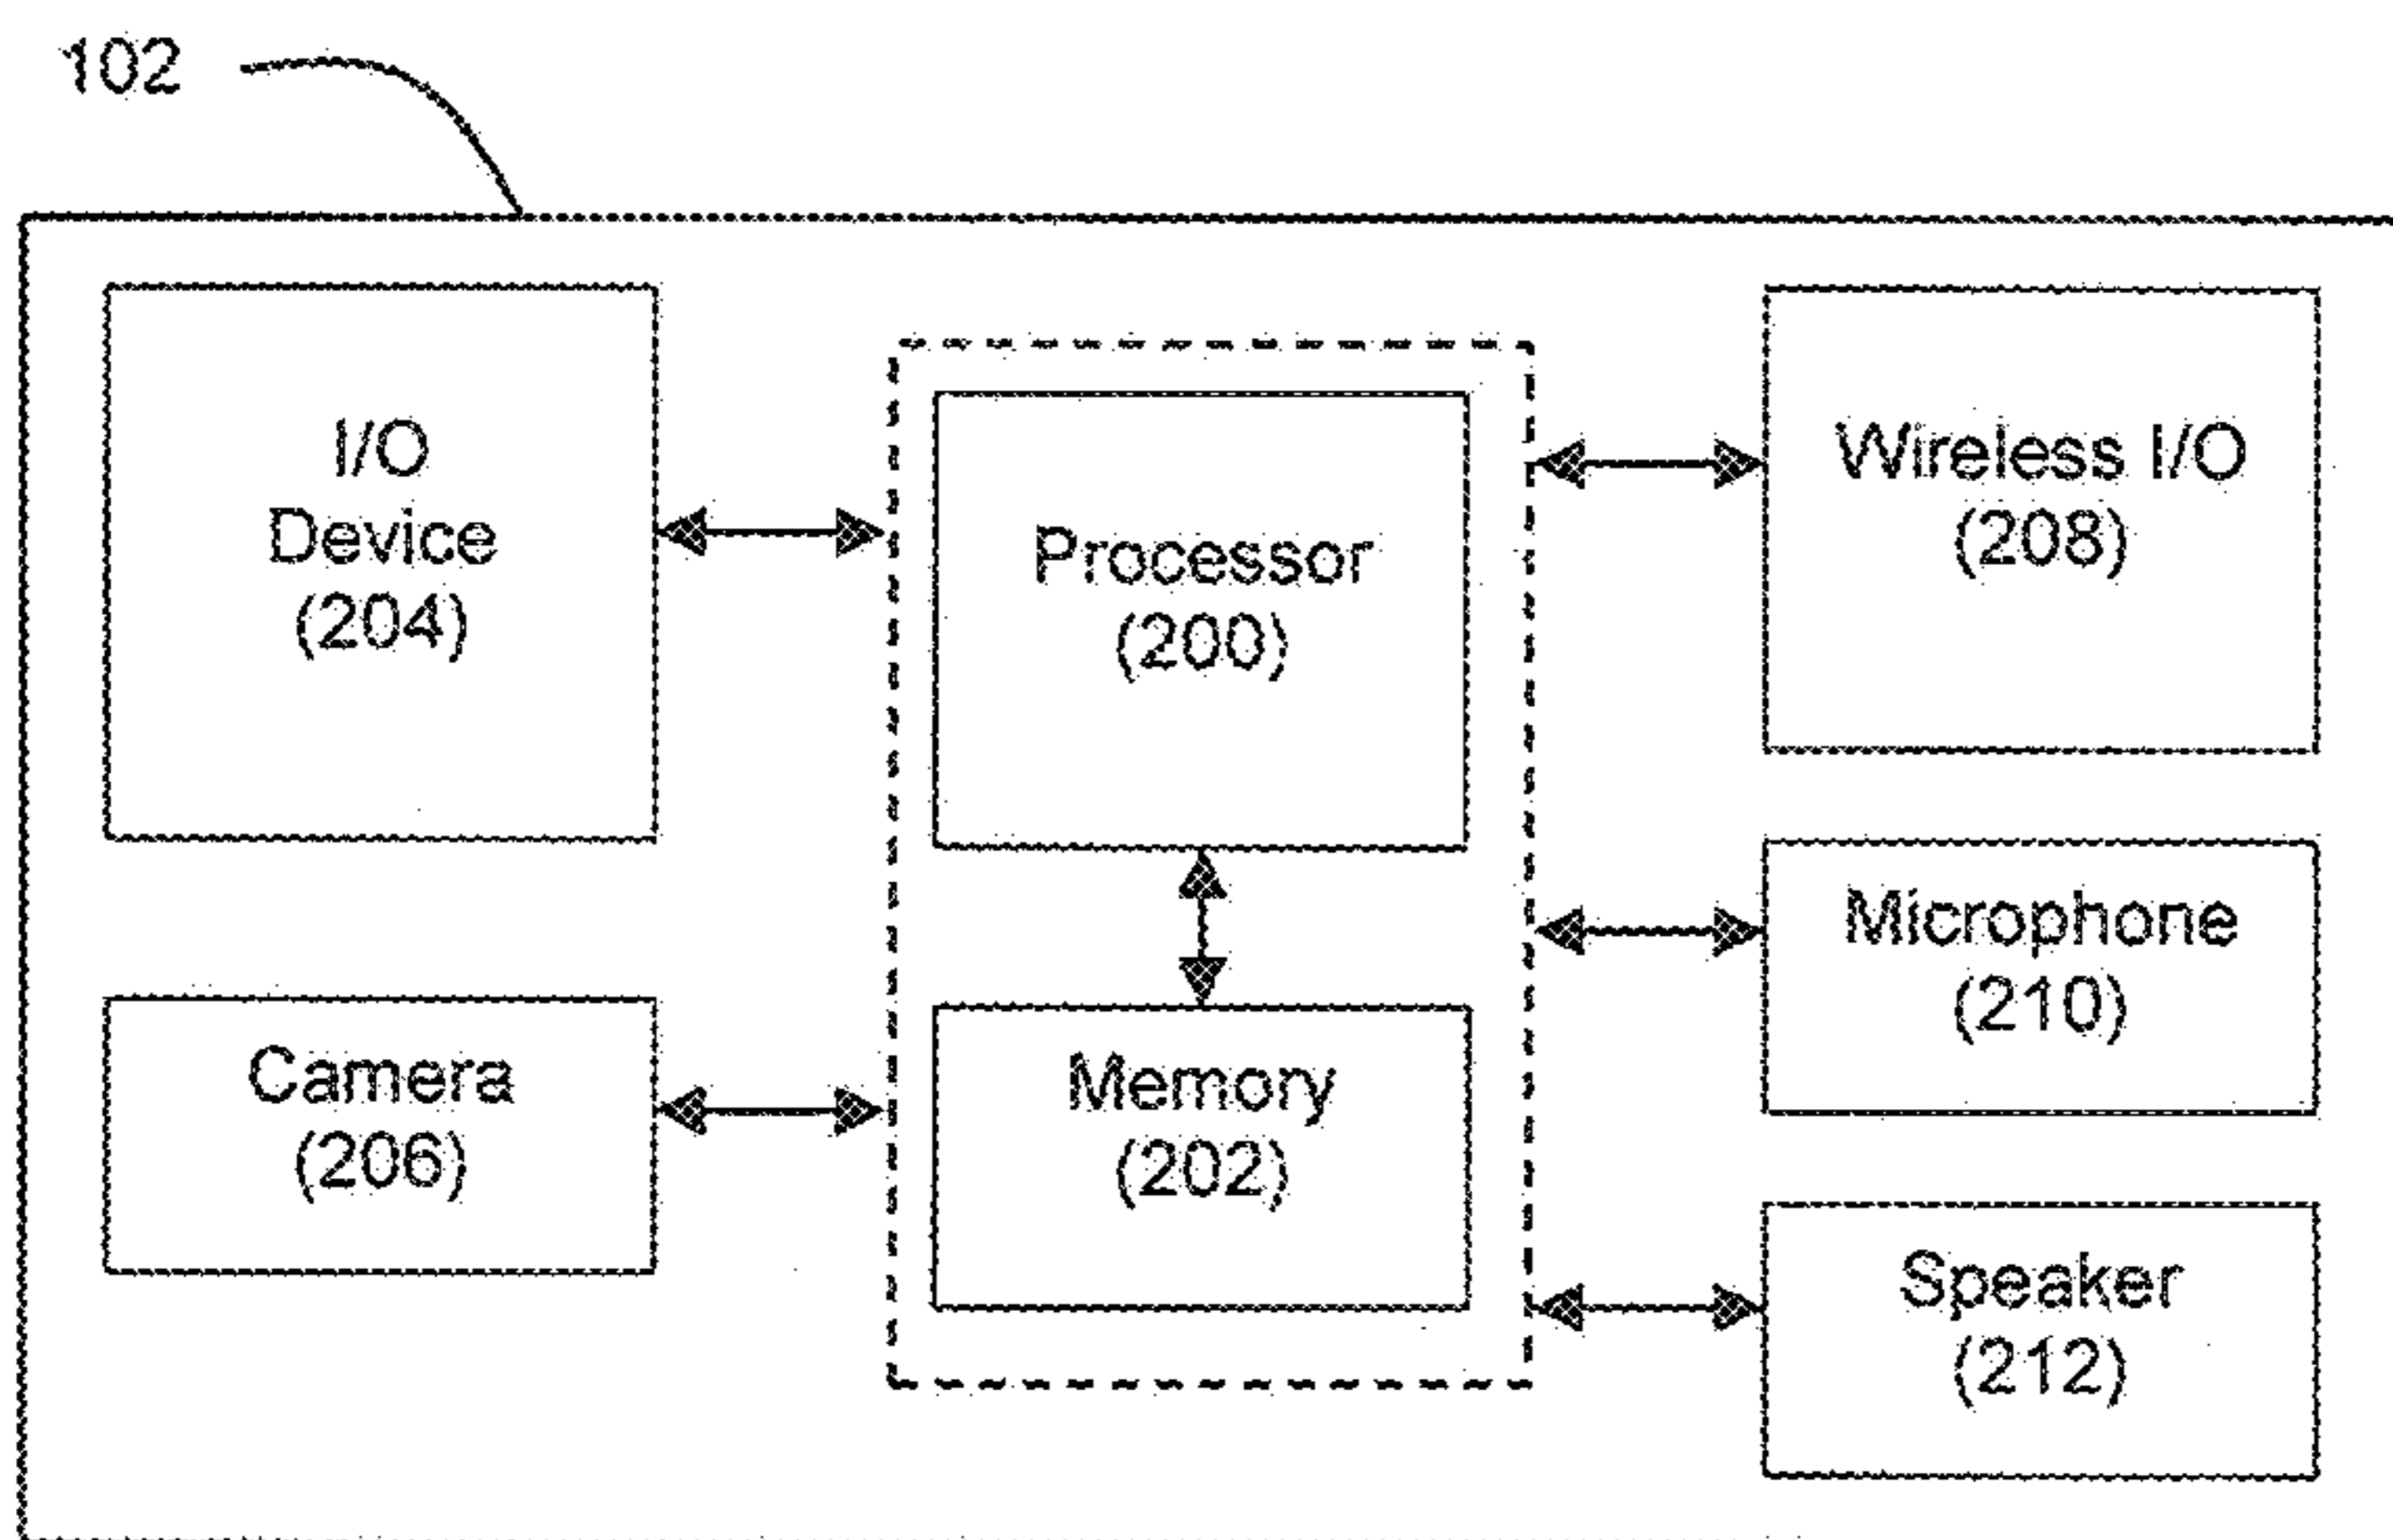 102
I/O
Device
(204)
Processor
(200)
Wireless I/O
(208)
Microphone
(210)
Camera
(206)
Memory
(202)
Speaker
(212)